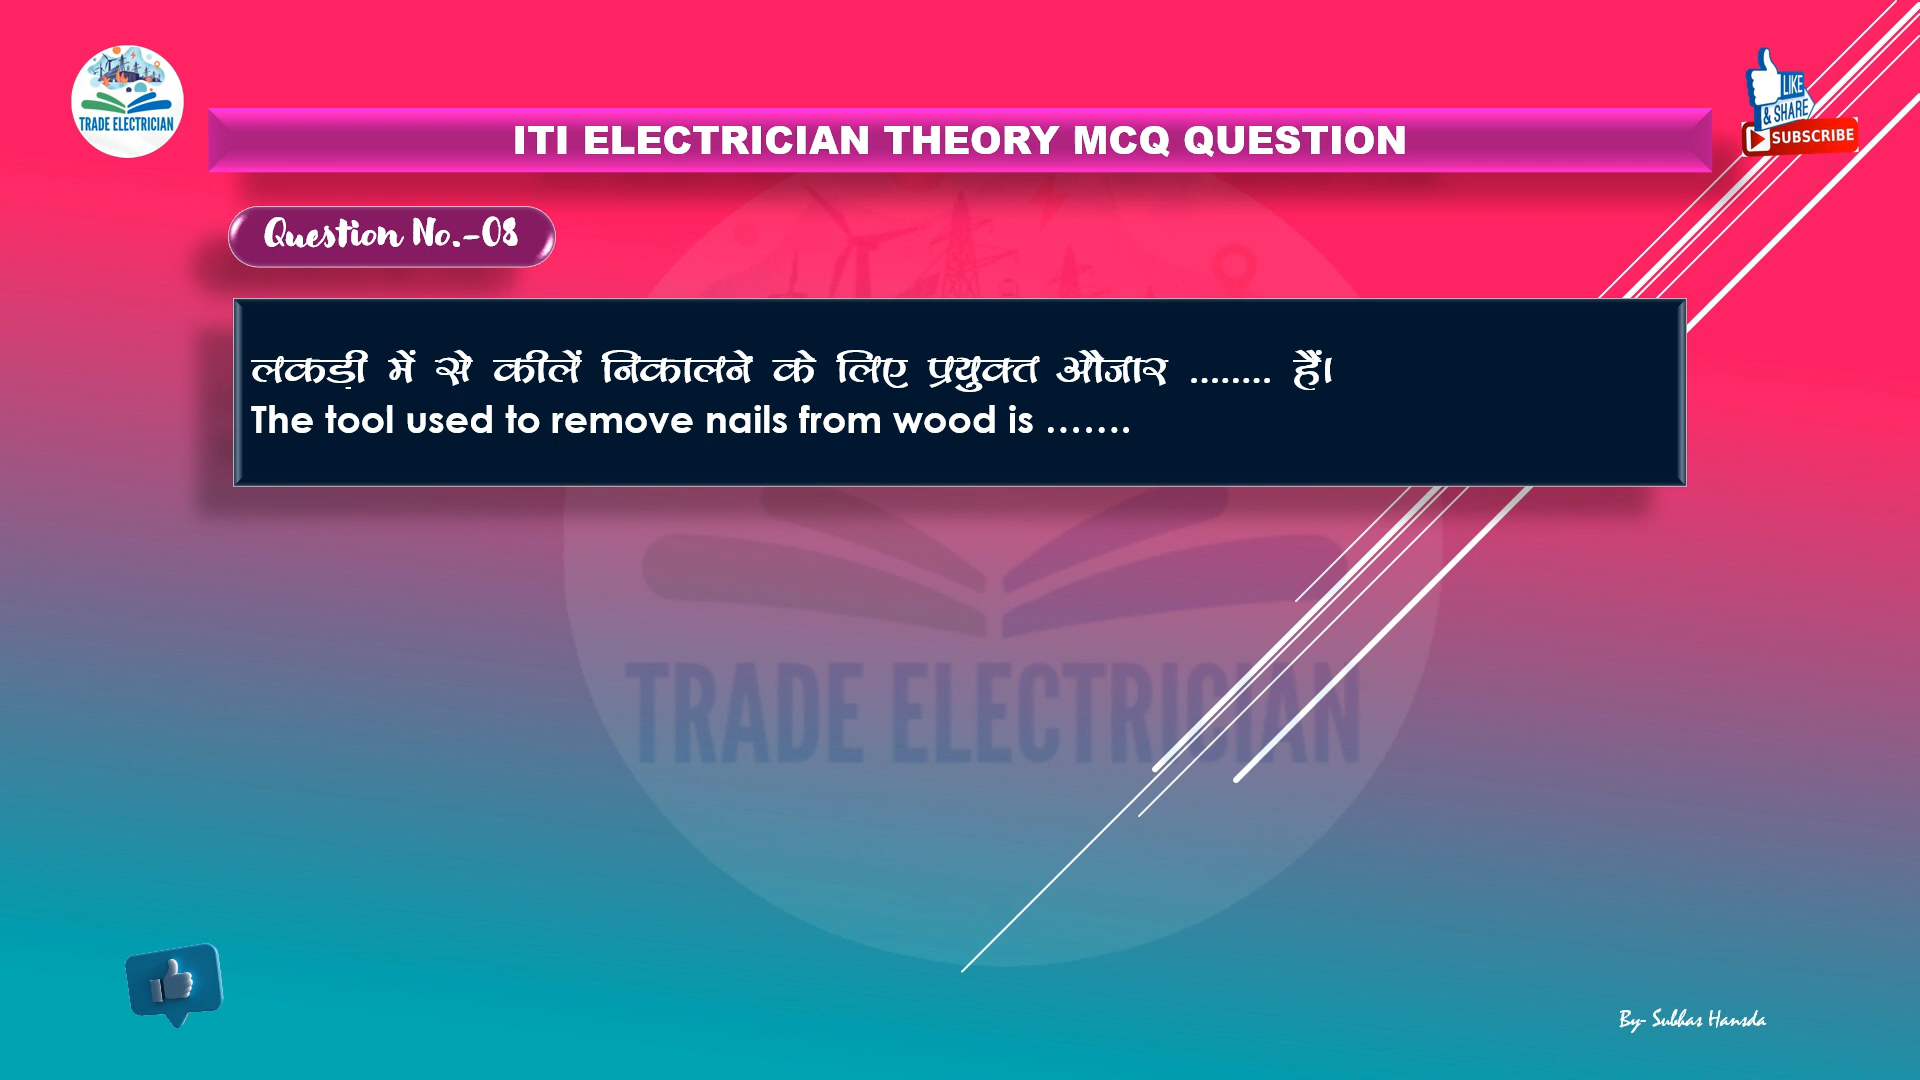 TRADE ELECTRICIAN
LIKE
& SHARE
SUBSCRIBE
ITI ELECTRICIAN THEORY MCQ QUESTION
Question No.-08
लकड़ी में से कीलें निकालने के लिए प्रयुक्त औजार ........ हैं।
The tool used to remove nails from wood is .......
TRADE ELECTRICIAN
By- Subhas Hansda